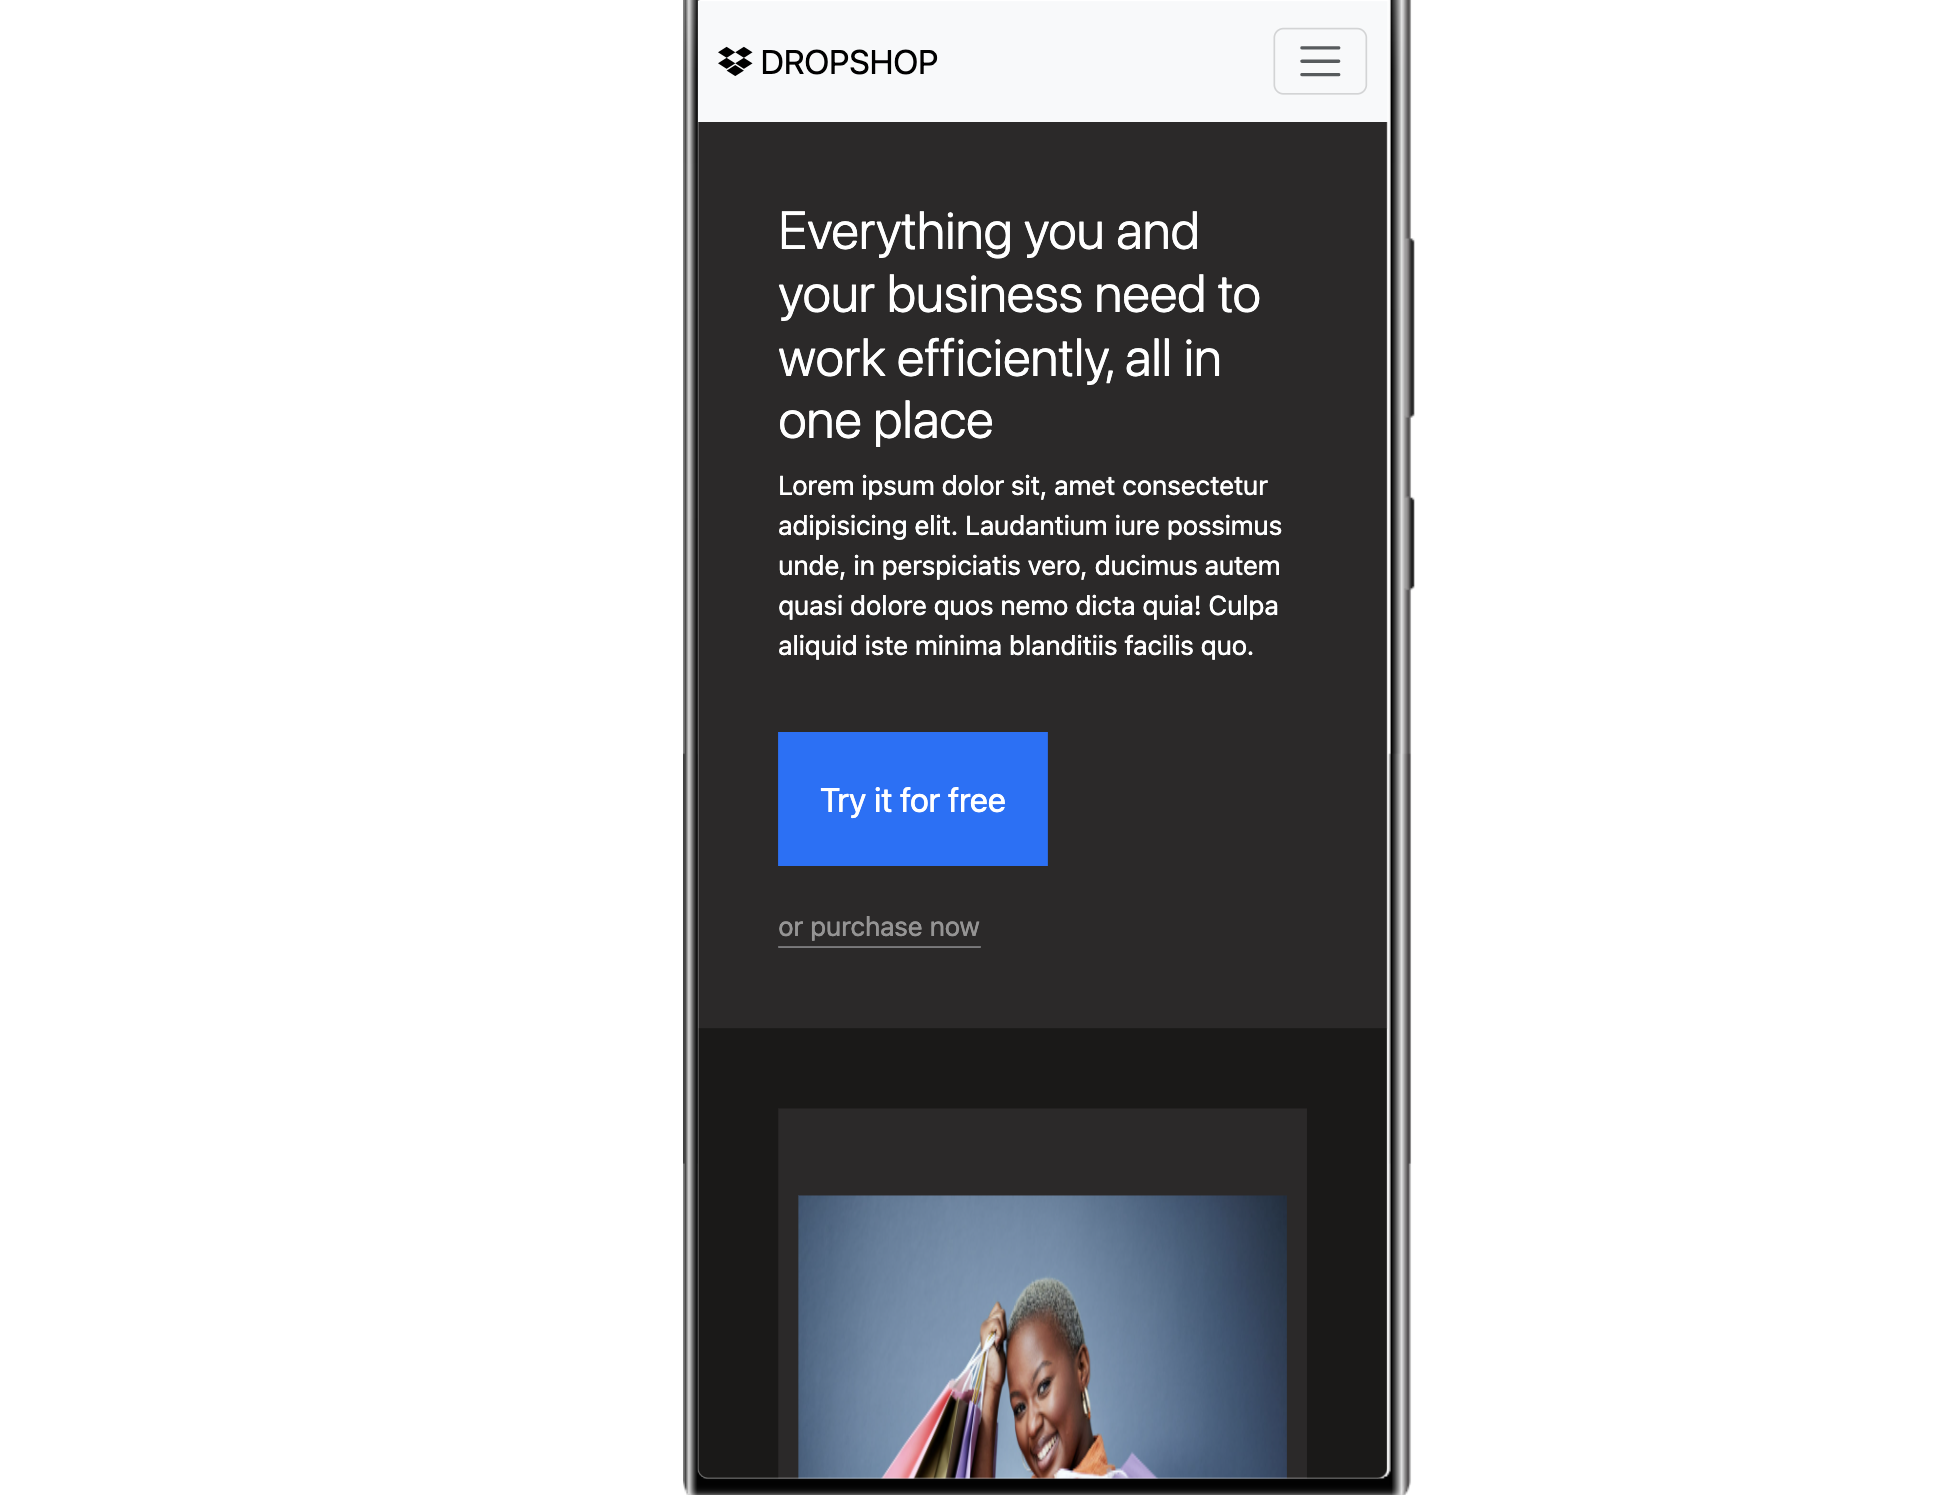 DROPSHOP
Everything you and
your business need to
work efficiently, all in
one place
Lorem ipsum dolor sit, amet consectetur
adipisicing elit. Laudantium iure possimus
unde, in perspiciatis vero, ducimus autem
quasi dolore quos nemo dicta quia! Culpa
aliquid iste minima blanditiis facilis quo.
Try it for free
or purchase now